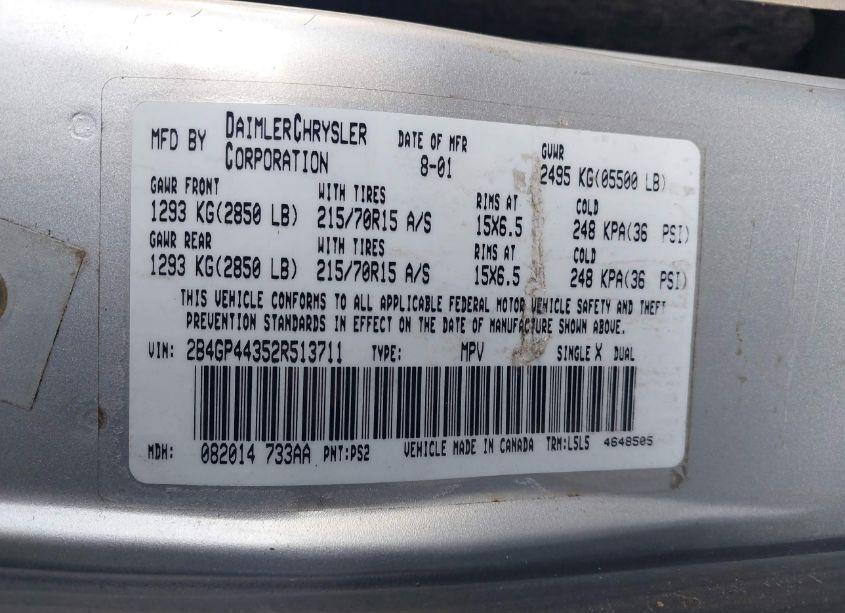 MFD BY DAIMLERCHRYSLER CORPORATION DATE OF MFR 8-01 GVWR 2495 KG(05500 LB)
GAWR FRONT WITH TIRES RIMS AT COLD
1293 KG(2850 LB) 215/70R15 A/S 15X6.5 248 KPA(36 PSI)
GAWR REAR WITH TIRES RIMS AT COLD
1293 KG(2850 LB) 215/70R15 A/S 15X6.5 248 KPA(36 PSI)
THIS VEHICLE CONFORMS TO ALL APPLICABLE FEDERAL MOTOR VEHICLE SAFETY AND THEFT
PREVENTION STANDARDS IN EFFECT ON THE DATE OF MANUFACTURE SHOWN ABOVE.
VIN: 2B4GP44352R513711 TYPE: MPV SINGLE X DUAL
MDH: 082014 733AA PNT:PS2 VEHICLE MADE IN CANADA TRM:L5L5 4648505